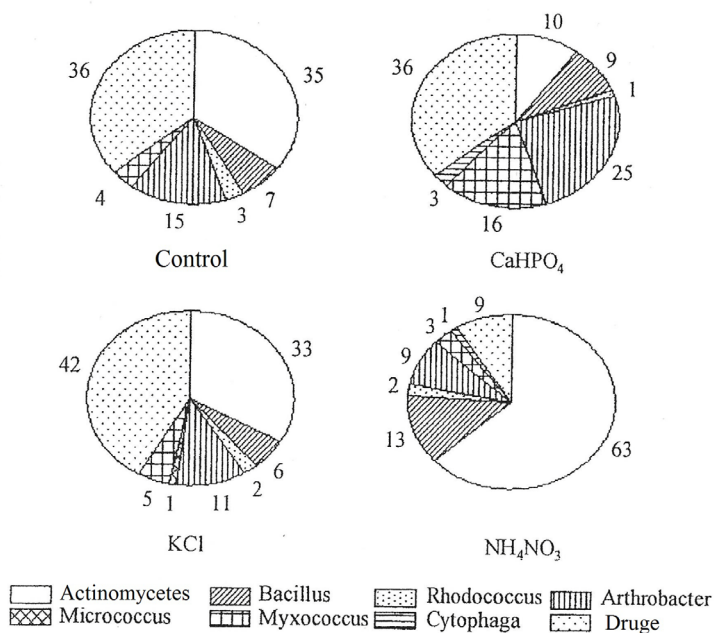 36 35
4 15 3 7
Control
10
9
1
36
25
3 16
CaHPO₄
42 33
5 1 11 2 6
KCl
1 9
3
9
2
13 63
NH₄NO₃
Actinomycetes Bacillus Rhodococcus Arthrobacter
Micrococcus Myxococcus Cytophaga Druge